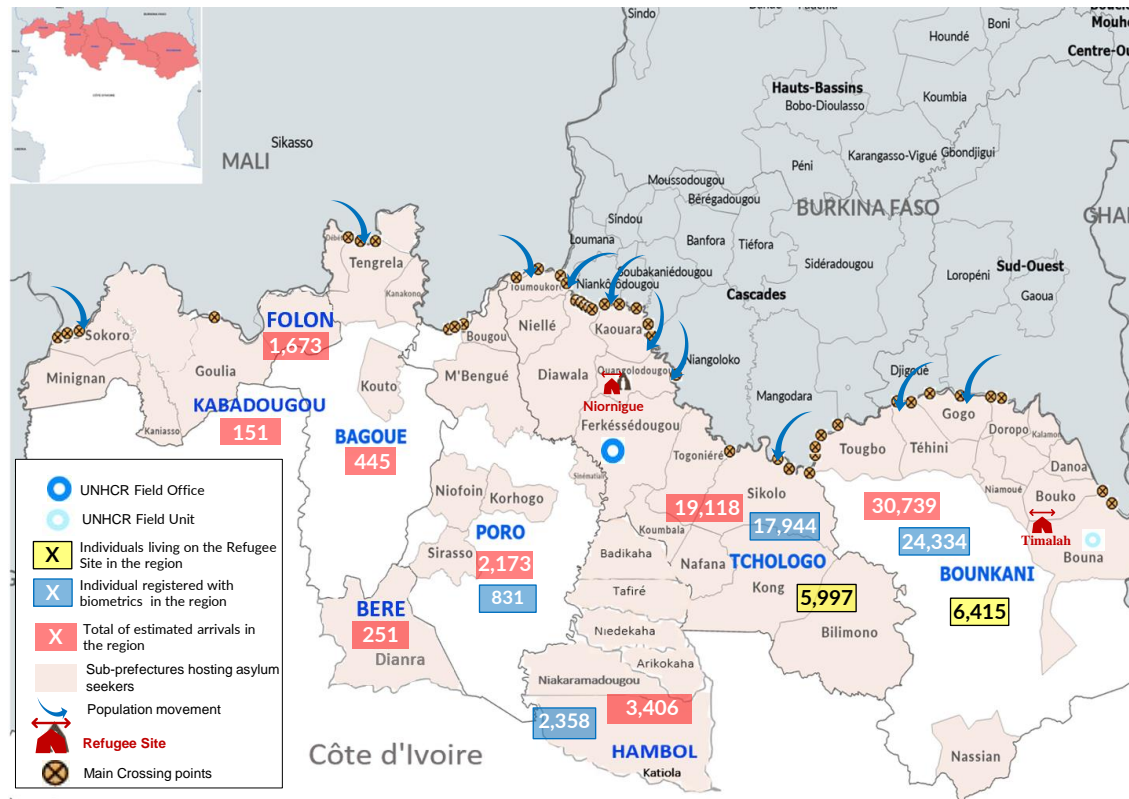 Sindo
Boni
Mouh
Houndé
Centre-Ou
Hauts-Bassins
Bobo-Dioulasso
Koumbia
Sikasso
MALI
Karangasso-Vigué
Gbondjigui
Péni
Moussodougou
Bérégadougou
BURKINA FASO
GHA
Sindou
Loumana
Banfora
Tiéfora
Sidéradougou
Soubakaniédougou
Niankorodougou
Loropéni
Sud-Ouest
Gaoua
Cascades
Tengrela
Kanakono
Toumoukoro
FOLON
1,673
Sokoro
Minignan
Goulia
Kaniasso
Niellé
Kaouara
Bougou
Niangoloko
M'Bengué
Diawala
Ouangolodougou
Niornigue
Ferkéssédougou
Djigoué
Mangodara
Kouto
KABADOUGOU
151
BAGOUE
445
Gogo
Tougbo
Téhini
Doropo
Kalamon
Danoa
Niamoué
Bouko
Timalah
Bouna
Togoniéré
Sinématiali
Sikolo
19,118
17,944
30,739
24,334
Niofoin
Korhogo
PORO
Sirasso
2,173
831
Koumbala
Badikaha
Nafana
TCHOLOGO
Kong
5,997
BOUNKANI
6,415
Tafiré
Bilimono
BERE
251
Dianra
Niedekaha
Arikokaha
Niakaramadougou
3,406
2,358
HAMBOL
Katiola
Nassian
Côte d'Ivoire
UNHCR Field Office
UNHCR Field Unit
X
Individuals living on the Refugee
Site in the region
X
Individual registered with
biometrics in the region
X
Total of estimated arrivals in
the region
Sub-prefectures hosting asylum
seekers
Population movement
Refugee Site
Main Crossing points